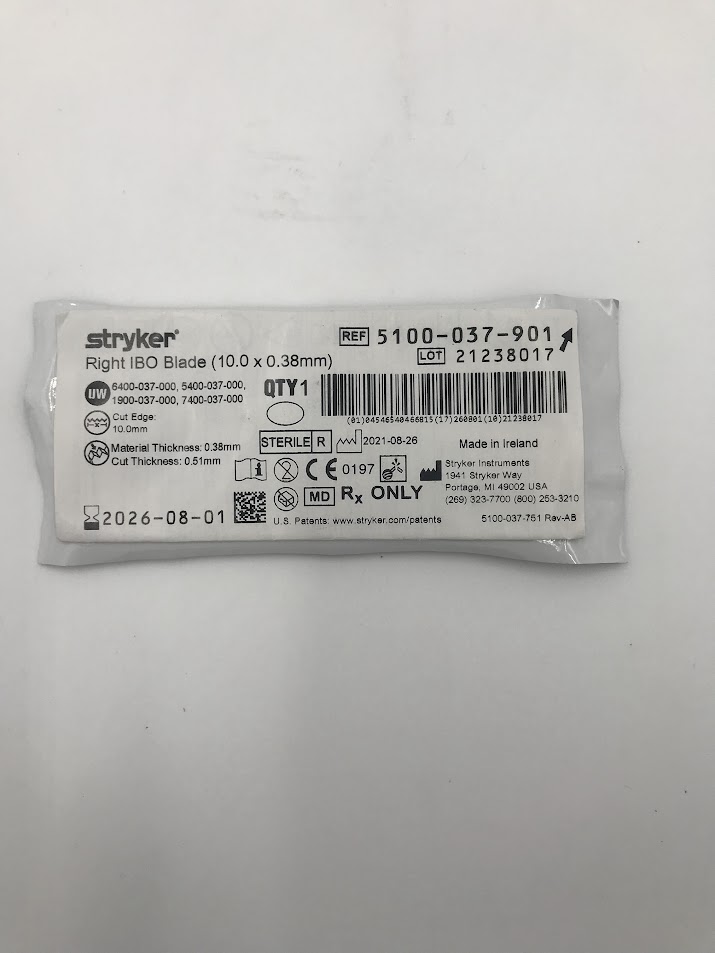 stryker®
REF 5100-037-901
Right IBO Blade (10.0 x 0.38mm)
LOT 21238017
UW 6400-037-000, 5400-037-000,
1900-037-000, 7400-037-000
QTY 1
(01)04546540466815(17)260801(10)21238017
Cut Edge:
10.0mm
STERILE R
2021-08-26
Made in Ireland
Material Thickness: 0.38mm
Cut Thickness: 0.51mm
i
2
CE 0197
Stryker Instruments
1941 Stryker Way
Portage, MI 49002 USA
(269) 323-7700 (800) 253-3210
MD Rx ONLY
2026-08-01
U.S. Patents: www.stryker.com/patents
5100-037-751 Rev-AB